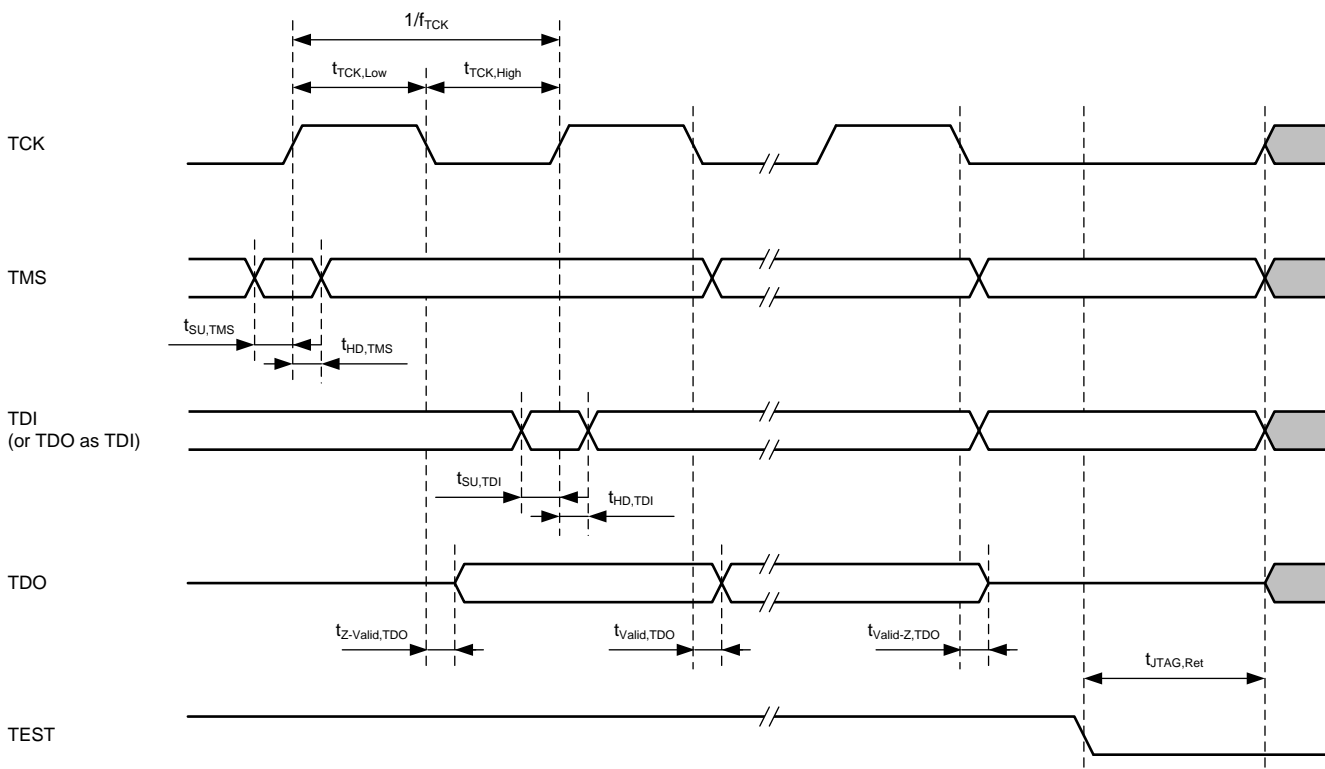 1/fTCK
tTCK,Low
tTCK,High
TCK
TMS
tSU,TMS
tHD,TMS
TDI
(or TDO as TDI)
tSU,TDI
tHD,TDI
TDO
tZ-Valid,TDO
tValid,TDO
tValid-Z,TDO
tJTAG,Ret
TEST